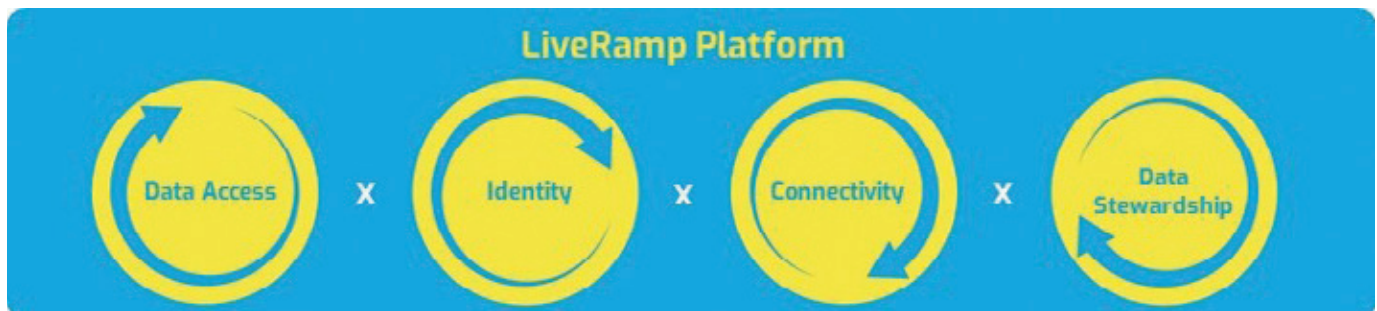 LiveRamp Platform
Data Access
x
Identity
x
Connectivity
x
Data
Stewardship